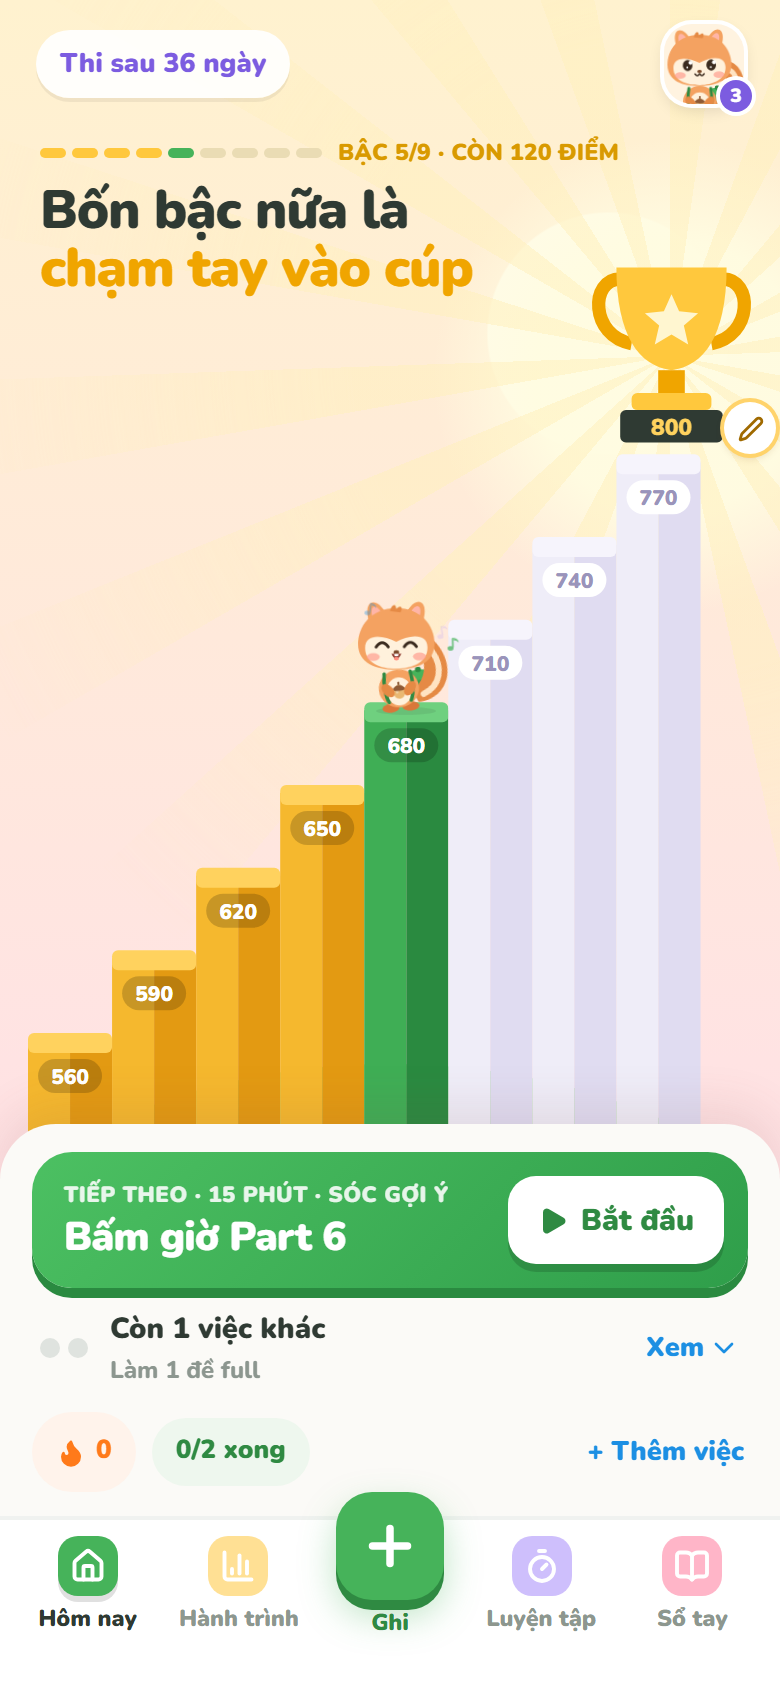 Thi sau 36 ngày
3
BẬC 5/9 · CÒN 120 ĐIỂM
Bốn bậc nữa là
chạm tay vào cúp
800
770
740
710
680
650
620
590
560
TIẾP THEO · 15 PHÚT · SÓC GỢI Ý
Bấm giờ Part 6
Bắt đầu
Còn 1 việc khác
Làm 1 đề full
Xem
0
0/2 xong
+ Thêm việc
Hôm nay
Hành trình
Ghi
Luyện tập
Sổ tay